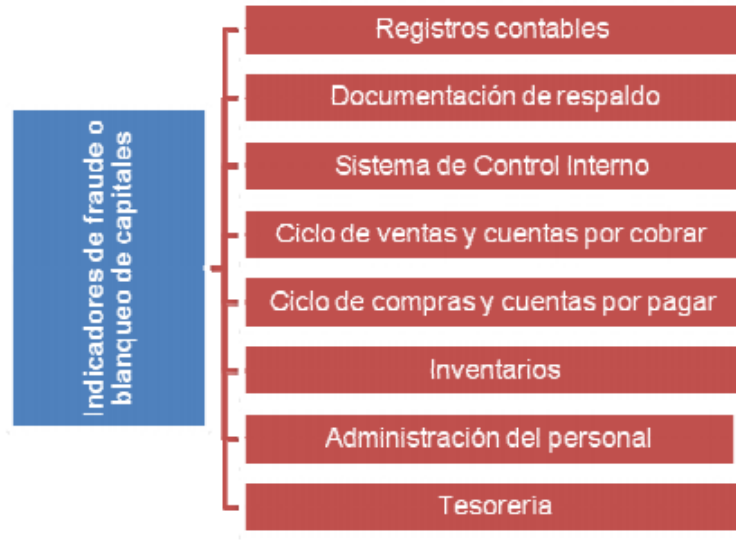 Indicadores de fraude o
blanqueo de capitales
Registros contables
Documentación de respaldo
Sistema de Control Interno
Ciclo de ventas y cuentas por cobrar
Ciclo de compras y cuentas por pagar
Inventarios
Administración del personal
Tesoreria